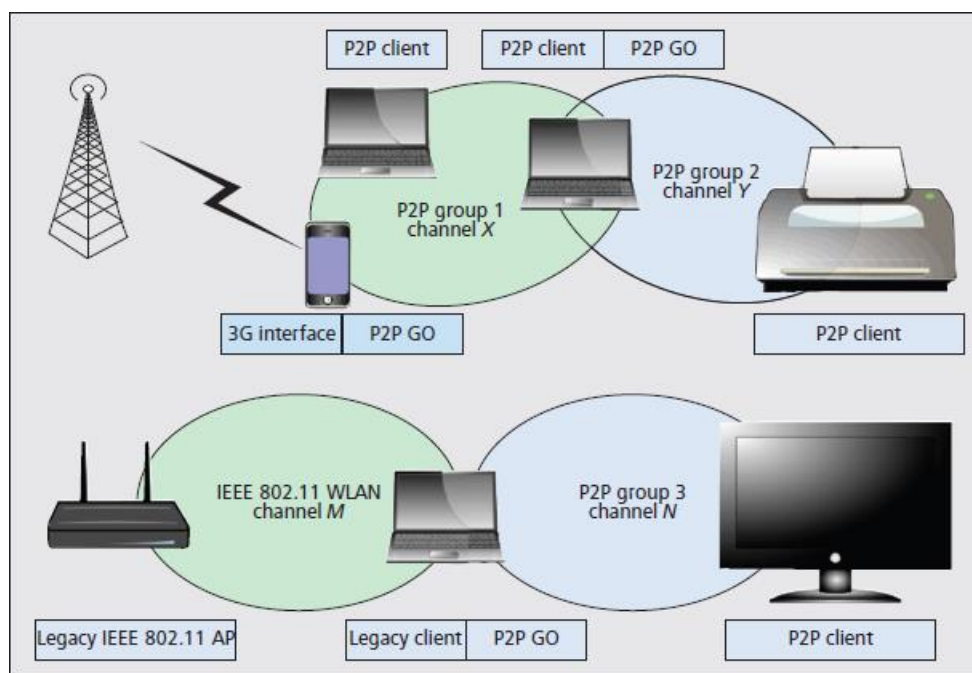 P2P client
P2P client
P2P GO
P2P group 2
channel Y
P2P group 1
channel X
3G interface
P2P GO
P2P client
IEEE 802.11 WLAN
channel M
P2P group 3
channel N
Legacy IEEE 802.11 AP
Legacy client
P2P GO
P2P client